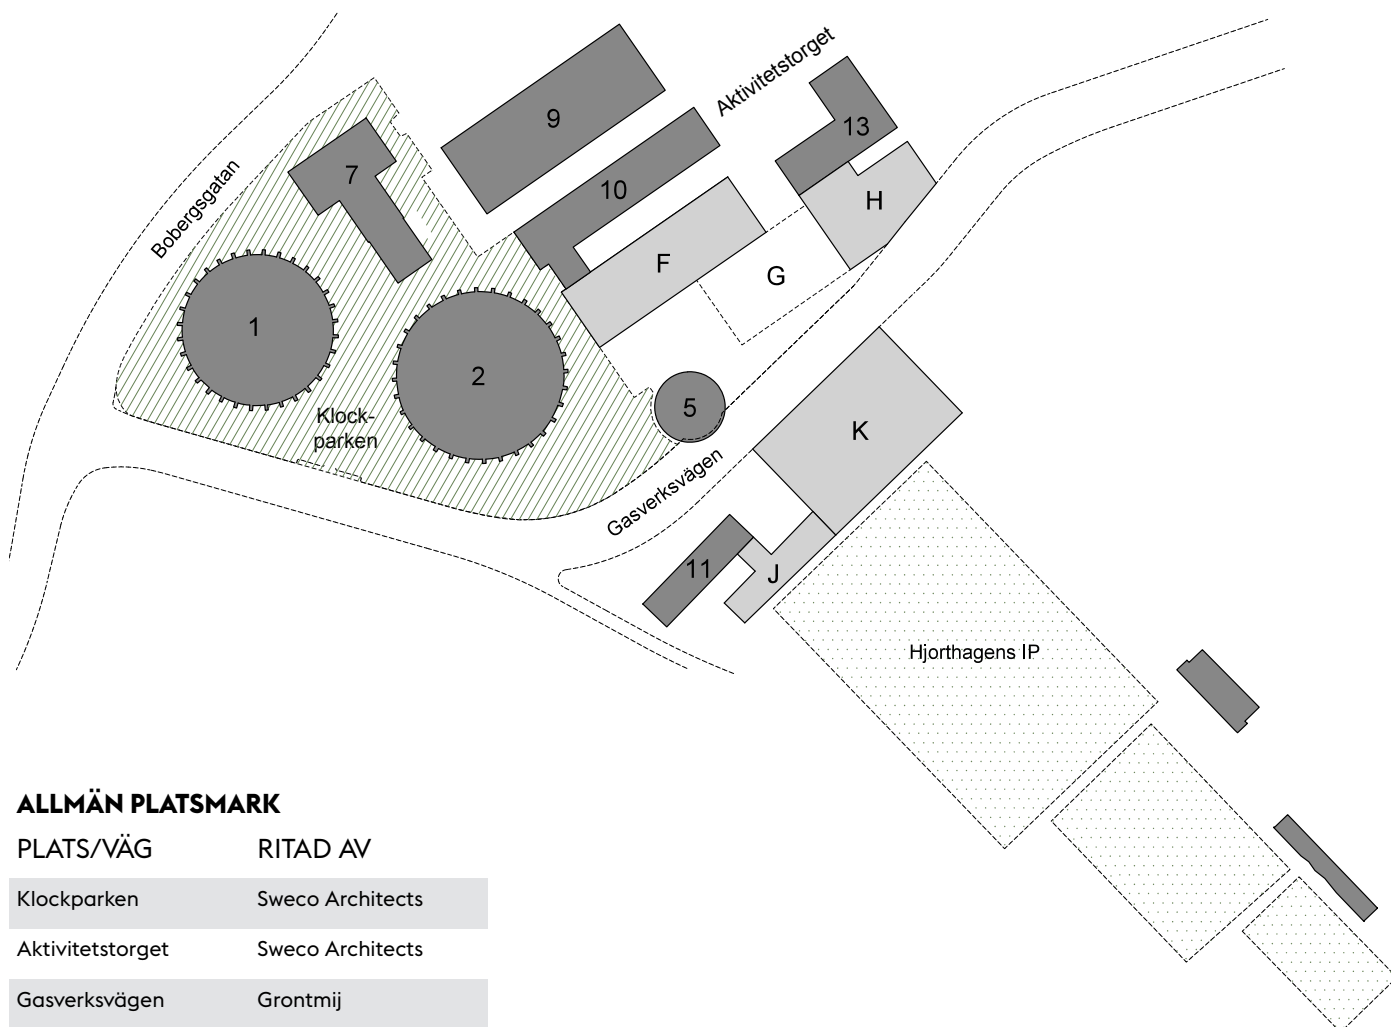 Aktivitetstorget
9
13
7
10
H
Bobergsgatan
F
G
1
2
5
Klock-
parken
K
Gasverksvägen
11
J
Hjorthagens IP
ALLMÄN PLATSMARK
PLATS/VÄG RITAD AV
Klockparken Sweco Architects
Aktivitetstorget Sweco Architects
Gasverksvägen Grontmij